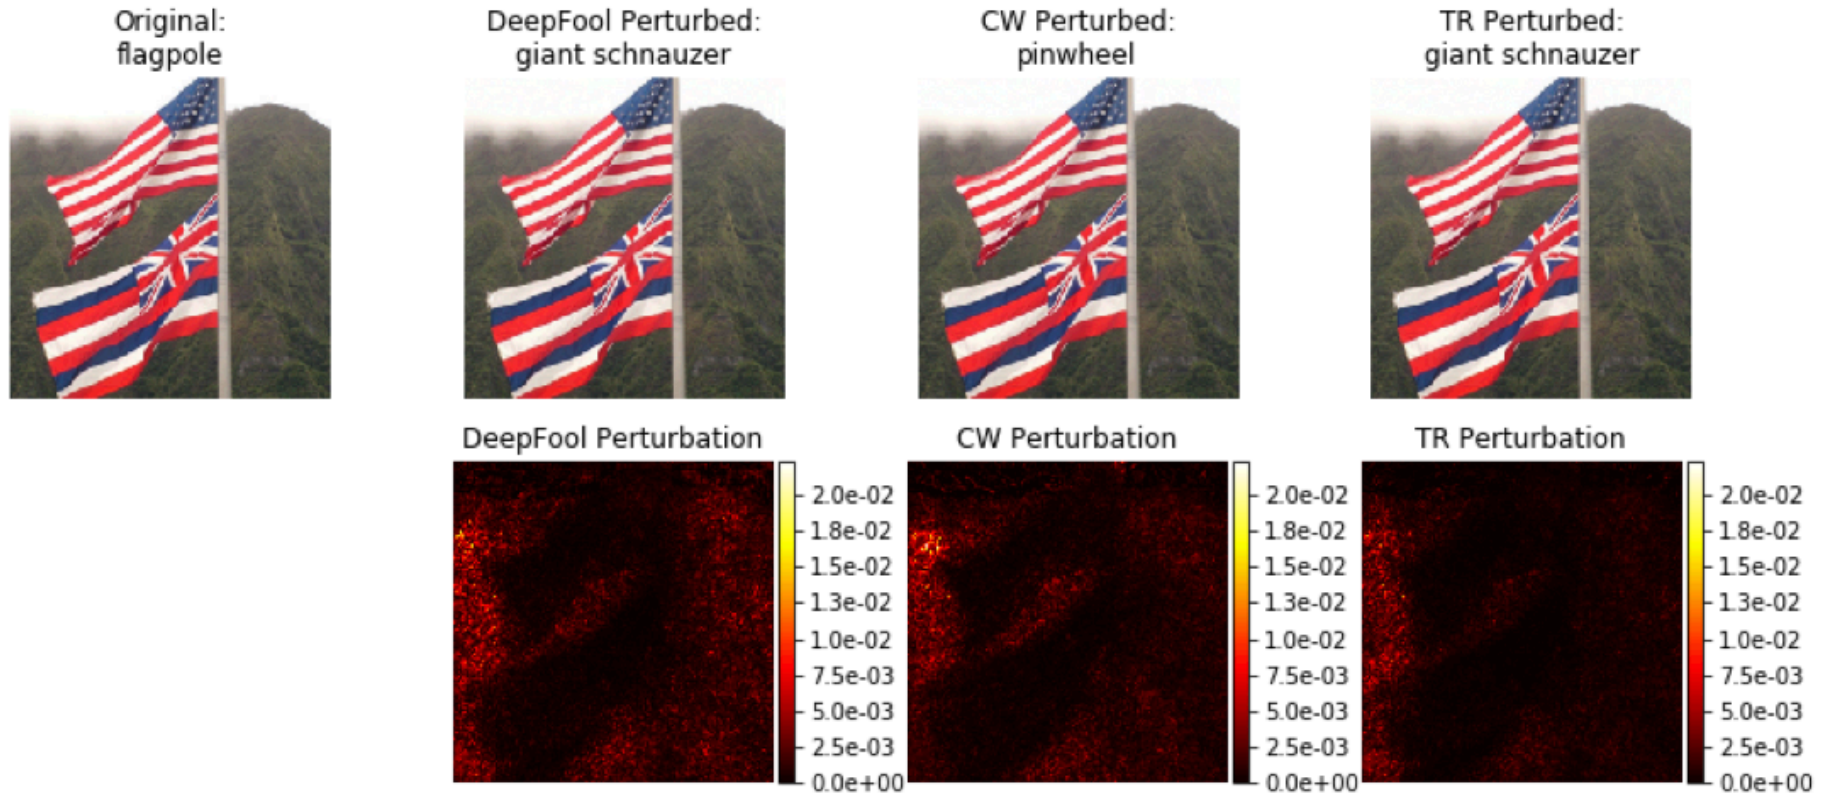 Original:
flagpole
DeepFool Perturbed:
giant schnauzer
CW Perturbed:
pinwheel
TR Perturbed:
giant schnauzer
DeepFool Perturbation
2.0e-02
1.8e-02
1.5e-02
1.3e-02
1.0e-02
7.5e-03
5.0e-03
2.5e-03
0.0e+00
CW Perturbation
2.0e-02
1.8e-02
1.5e-02
1.3e-02
1.0e-02
7.5e-03
5.0e-03
2.5e-03
0.0e+00
TR Perturbation
2.0e-02
1.8e-02
1.5e-02
1.3e-02
1.0e-02
7.5e-03
5.0e-03
2.5e-03
0.0e+00